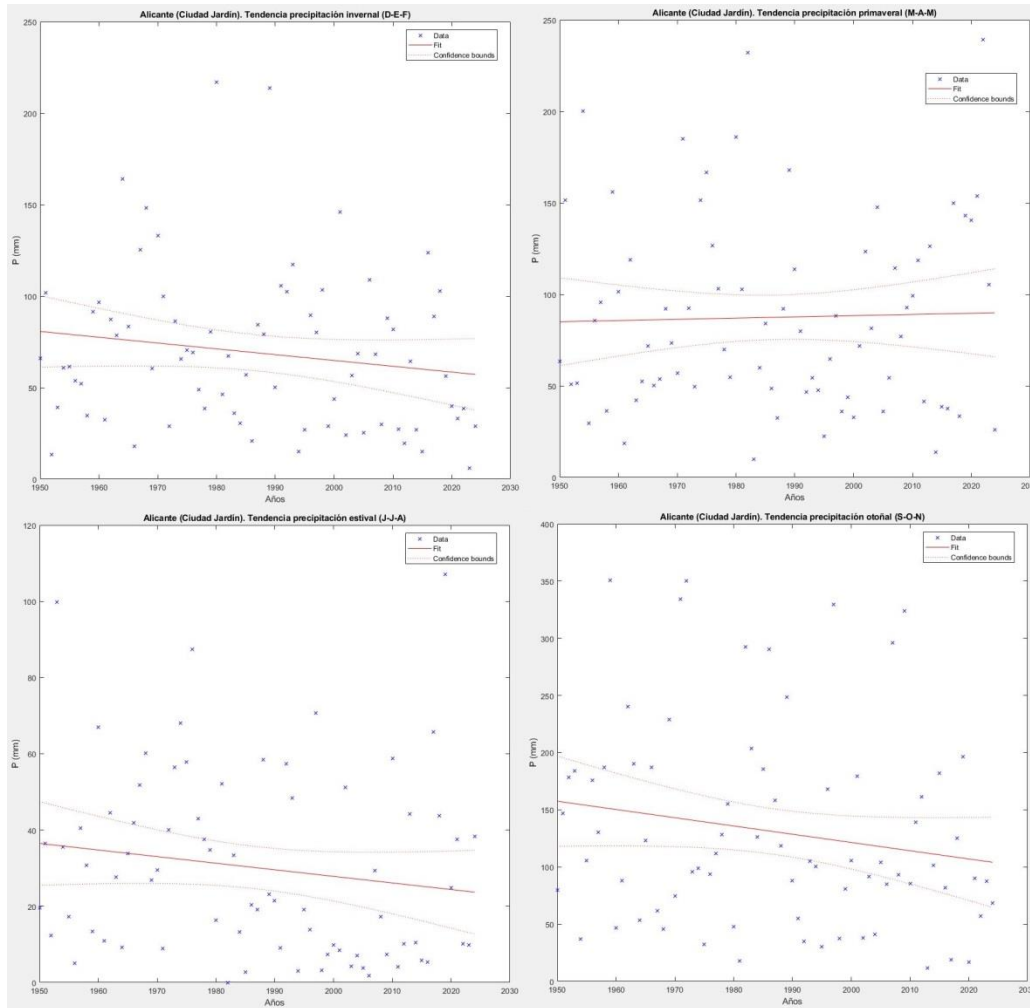 Alicante (Ciudad Jardín). Tendencia precipitación invernal (D-E-F)
Data
Fit
Confidence bounds
P (mm)
250
200
150
100
50
0
1950 1960 1970 1980 1990 2000 2010 2020 2030
Años
Alicante (Ciudad Jardín). Tendencia precipitación primaveral (M-A-M)
Data
Fit
Confidence bounds
P (mm)
250
200
150
100
50
0
1950 1960 1970 1980 1990 2000 2010 2020 2030
Años
Alicante (Ciudad Jardín). Tendencia precipitación estival (J-J-A)
Data
Fit
Confidence bounds
P (mm)
120
100
80
60
40
20
0
1950 1960 1970 1980 1990 2000 2010 2020 2030
Años
Alicante (Ciudad Jardín). Tendencia precipitación otoñal (S-O-N)
Data
Fit
Confidence bounds
P (mm)
400
350
300
250
200
150
100
50
0
1950 1960 1970 1980 1990 2000 2010 2020 2030
Años